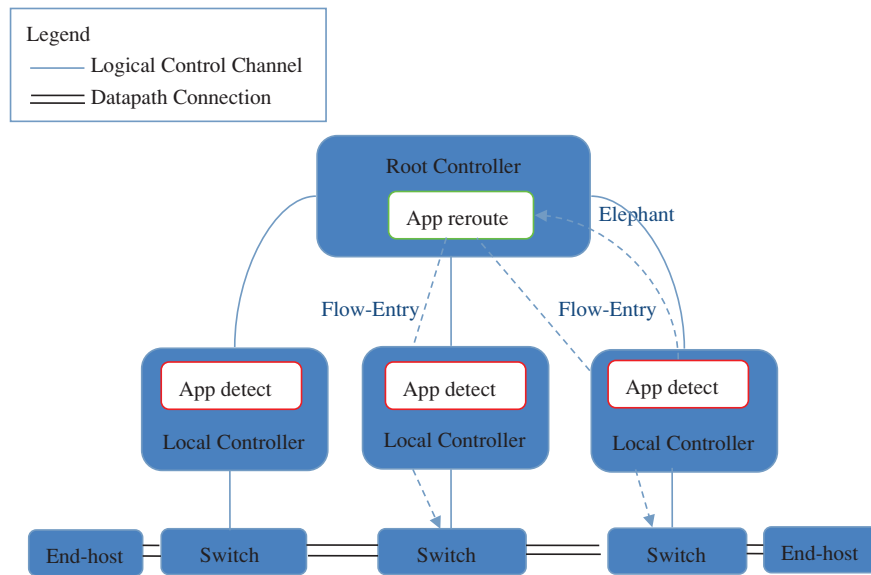 Legend
Logical Control Channel
Datapath Connection
Root Controller
App reroute
Elephant
Flow-Entry
Flow-Entry
App detect
App detect
App detect
Local Controller
Local Controller
Local Controller
End-host
Switch
Switch
Switch
End-host